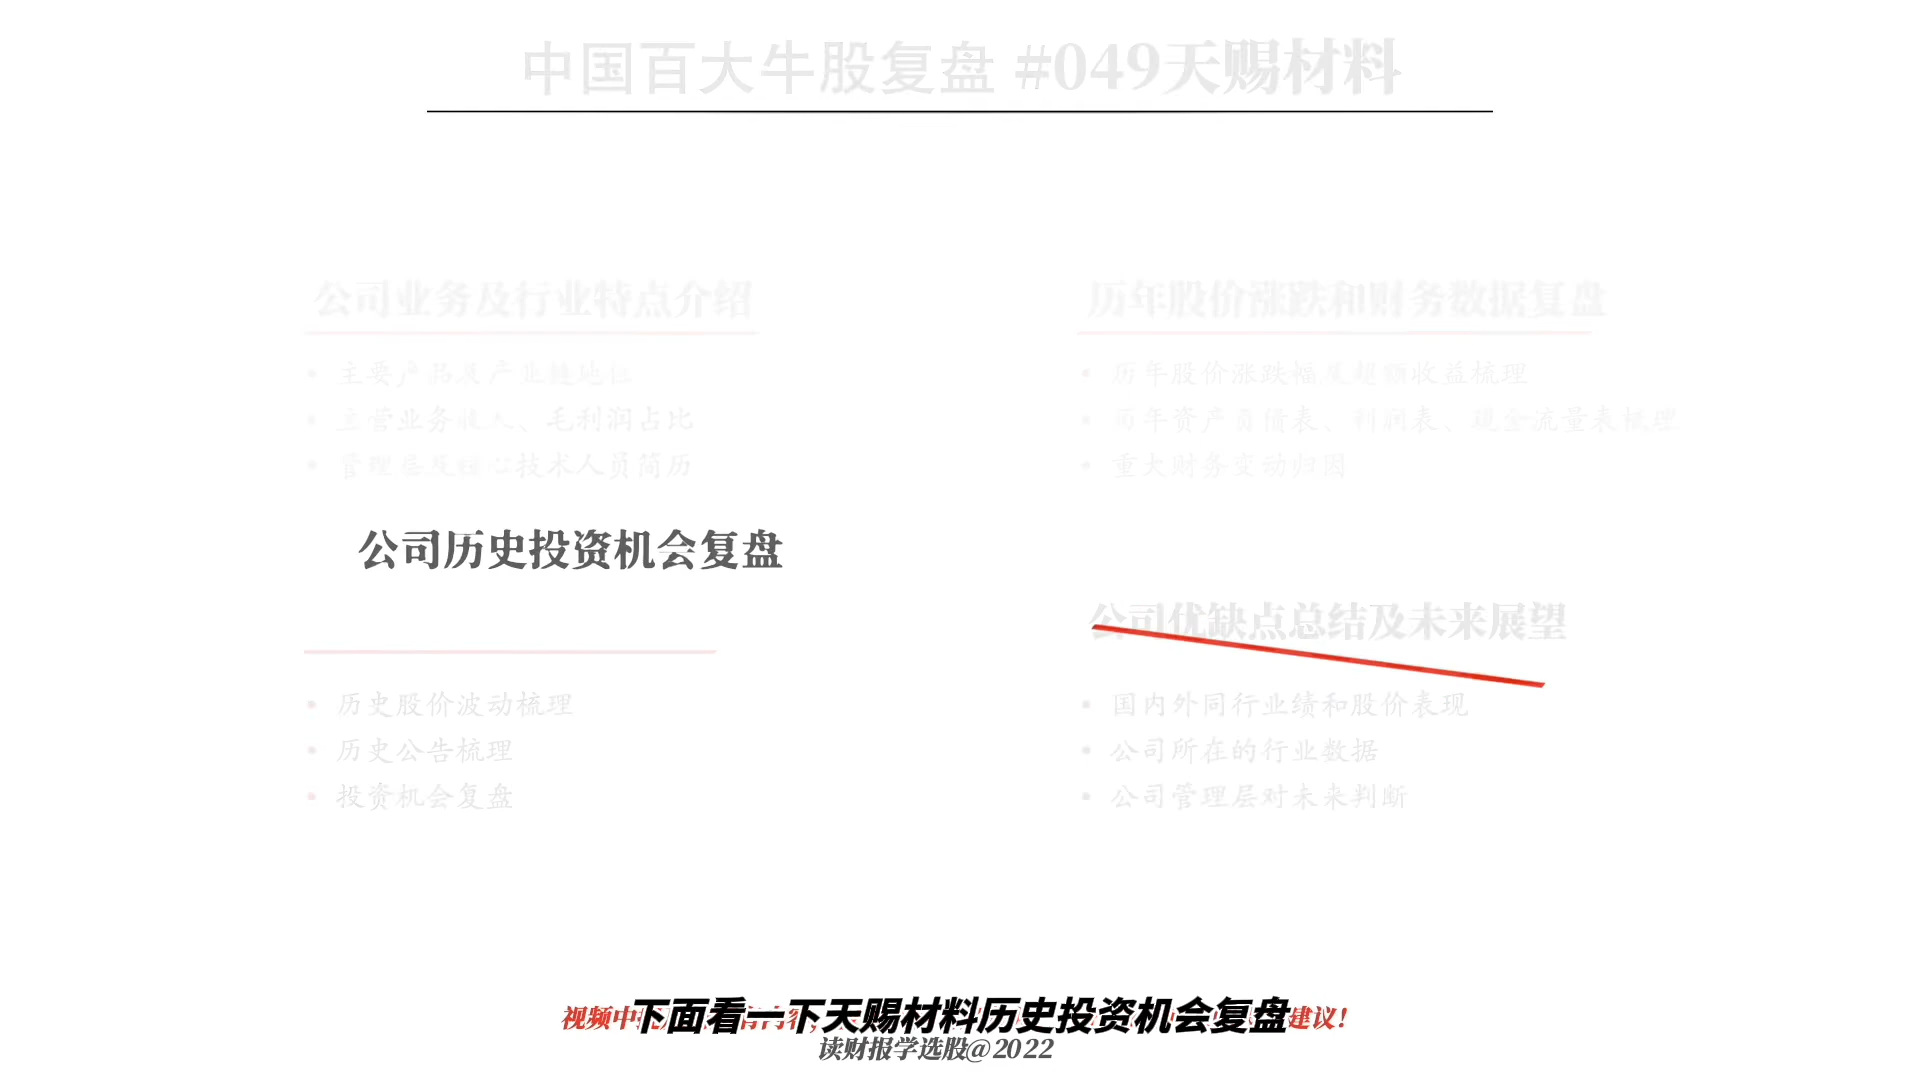 中国百大牛股复盘 #049天赐材料
公司业务及行业特点介绍
• 主要产品及产业链地位
• 主营业务收入、毛利润占比
• 管理层及核心技术人员简历
历年股价涨跌和财务数据复盘
• 历年股价涨跌幅及超额收益梳理
• 历年资产负债表、利润表、现金流量表梳理
• 重大财务变动归因
公司历史投资机会复盘
• 历史股价波动梳理
• 历史公告梳理
• 投资机会复盘
公司优缺点总结及未来展望
• 国内外同行业绩和股价表现
• 公司所在的行业数据
• 公司管理层对未来判断
视频中 建议!
下面看一下天赐材料历史投资机会复盘
读财报学选股@2022